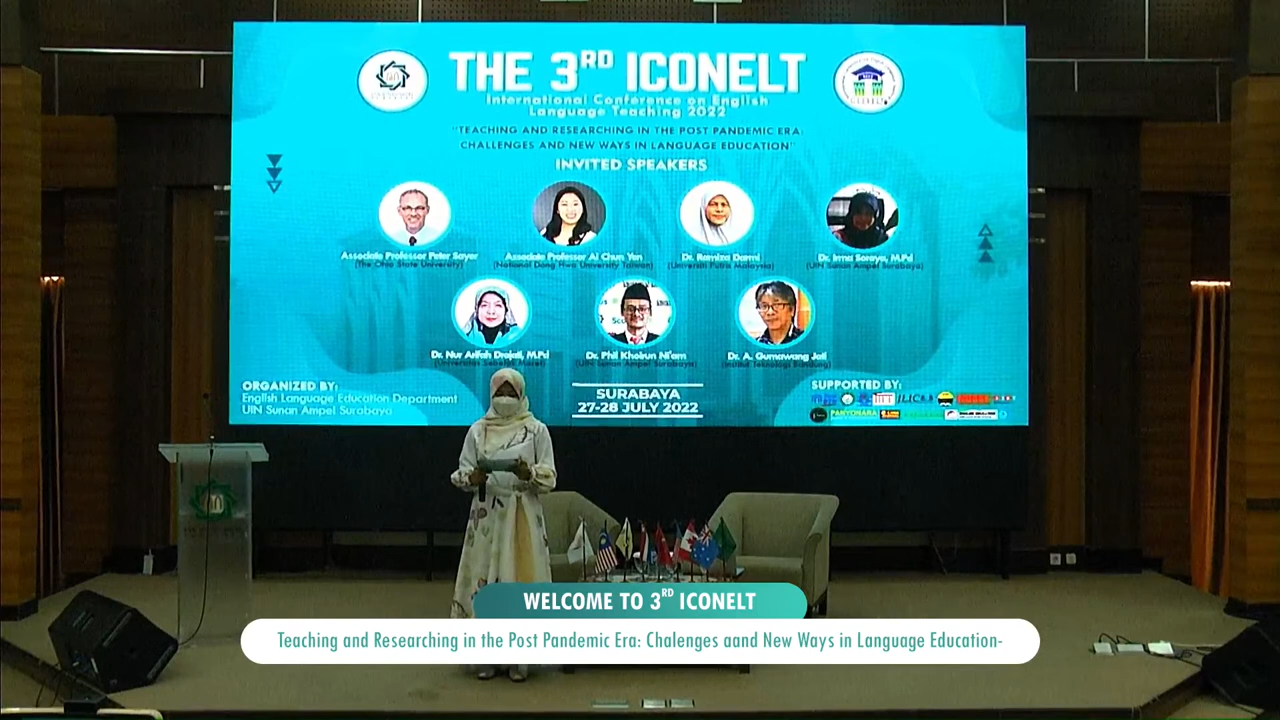 THE 3RD ICONELT
International Conference on English
Language Teaching 2022
"TEACHING AND RESEARCHING IN THE POST PANDEMIC ERA:
CHALLENGES AND NEW WAYS IN LANGUAGE EDUCATION"
INVITED SPEAKERS
Associate Professor Peter Sayer
(The Ohio State University)
Associate Professor Ai Chun Yen
(National Dong Hwa University Taiwan)
Dr. Ramiza Darmi
(Universiti Putra Malaysia)
Dr. Irma Soraya, M.Pd
(UIN Sunan Ampel Surabaya)
Dr. Nur Arifah Drajati, M.Pd
(Universitas Sebelas Maret)
Dr. Phil Khoirun Ni'am
(UIN Sunan Ampel Surabaya)
Dr. A. Gumawang Jati
(Institut Teknologi Bandung)
ORGANIZED BY:
English Language Education Department
UIN Sunan Ampel Surabaya
SURABAYA
27-28 JULY 2022
SUPPORTED BY:
PANYONARA
WELCOME TO 3RD ICONELT
Teaching and Researching in the Post Pandemic Era: Chalenges aand New Ways in Language Education-